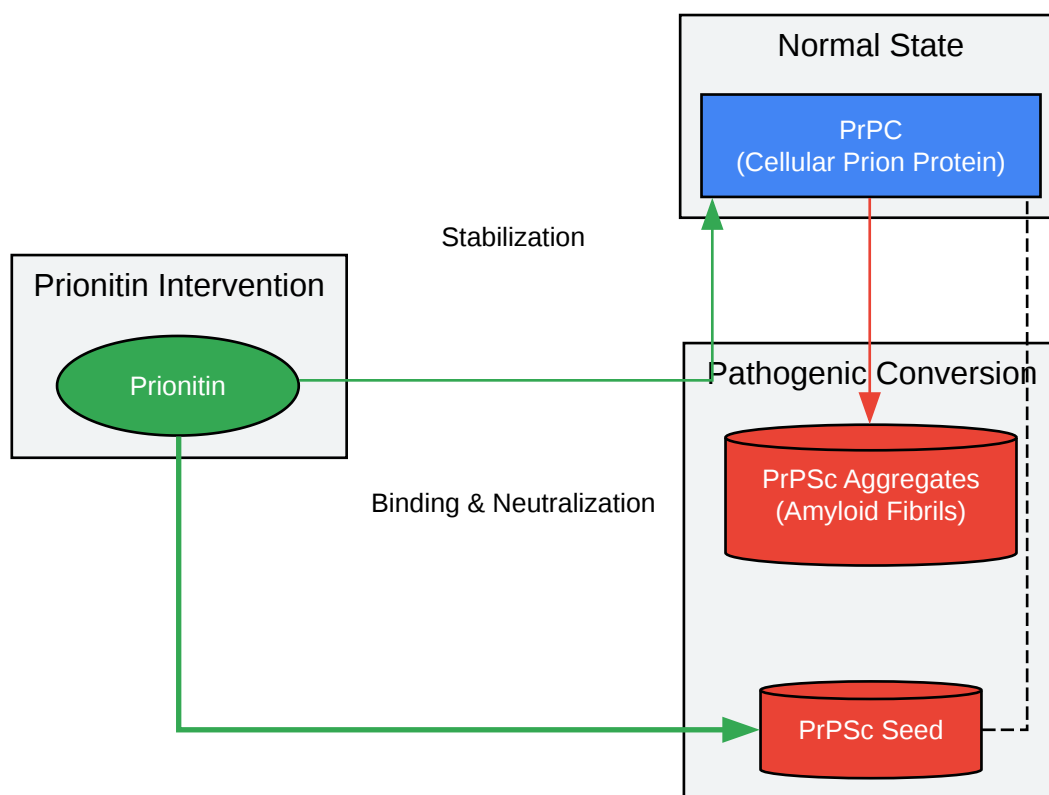 Normal State
PrPC
(Cellular Prion Protein)
Stabilization
Prionitin Intervention
Prionitin
Pathogenic Conversion
PrPSc Aggregates
(Amyloid Fibrils)
Binding & Neutralization
PrPSc Seed